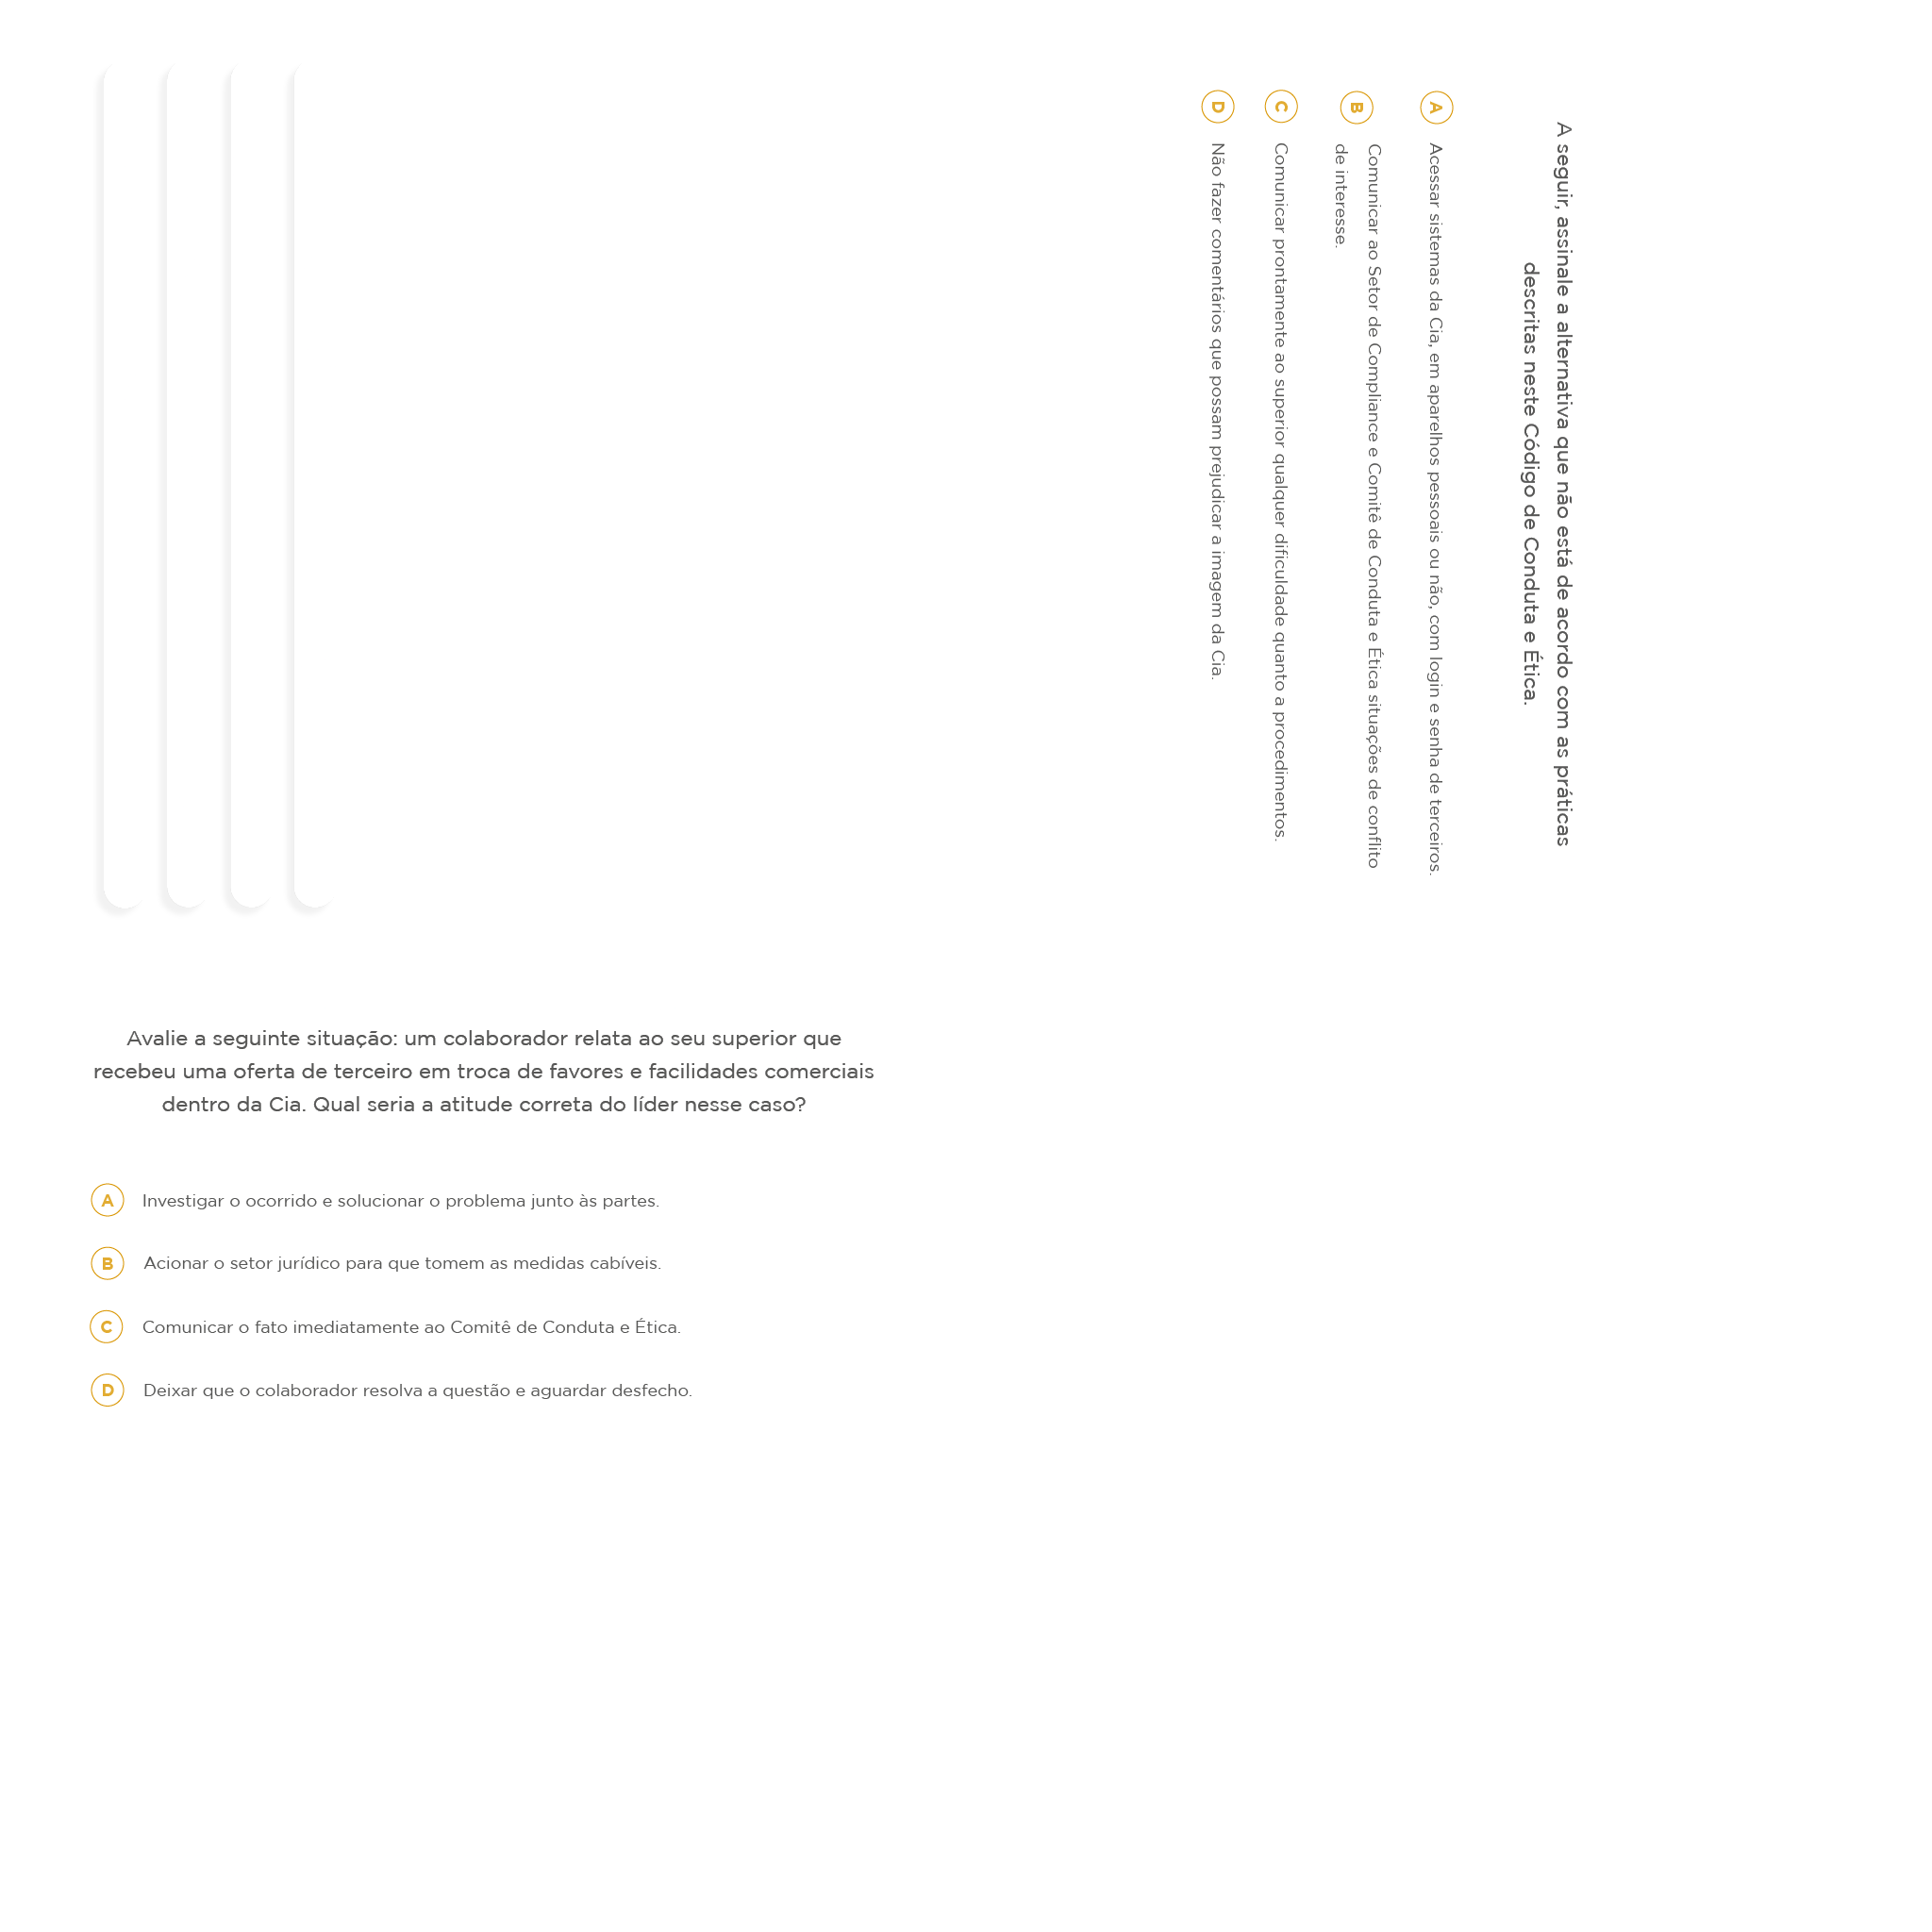 A seguir, assinale a alternativa que não está de acordo com as práticas
descritas neste Código de Conduta e Ética.
A Acessar sistemas da Cia, em aparelhos pessoais ou não, com login e senha de terceiros.
B Comunicar ao Setor de Compliance e Comitê de Conduta e Ética situações de conflito
de interesse.
C Comunicar prontamente ao superior qualquer dificuldade quanto a procedimentos.
D Não fazer comentários que possam prejudicar a imagem da Cia.
Avalie a seguinte situação: um colaborador relata ao seu superior que
recebeu uma oferta de terceiro em troca de favores e facilidades comerciais
dentro da Cia. Qual seria a atitude correta do líder nesse caso?
A Investigar o ocorrido e solucionar o problema junto às partes.
B Acionar o setor jurídico para que tomem as medidas cabíveis.
C Comunicar o fato imediatamente ao Comitê de Conduta e Ética.
D Deixar que o colaborador resolva a questão e aguardar desfecho.